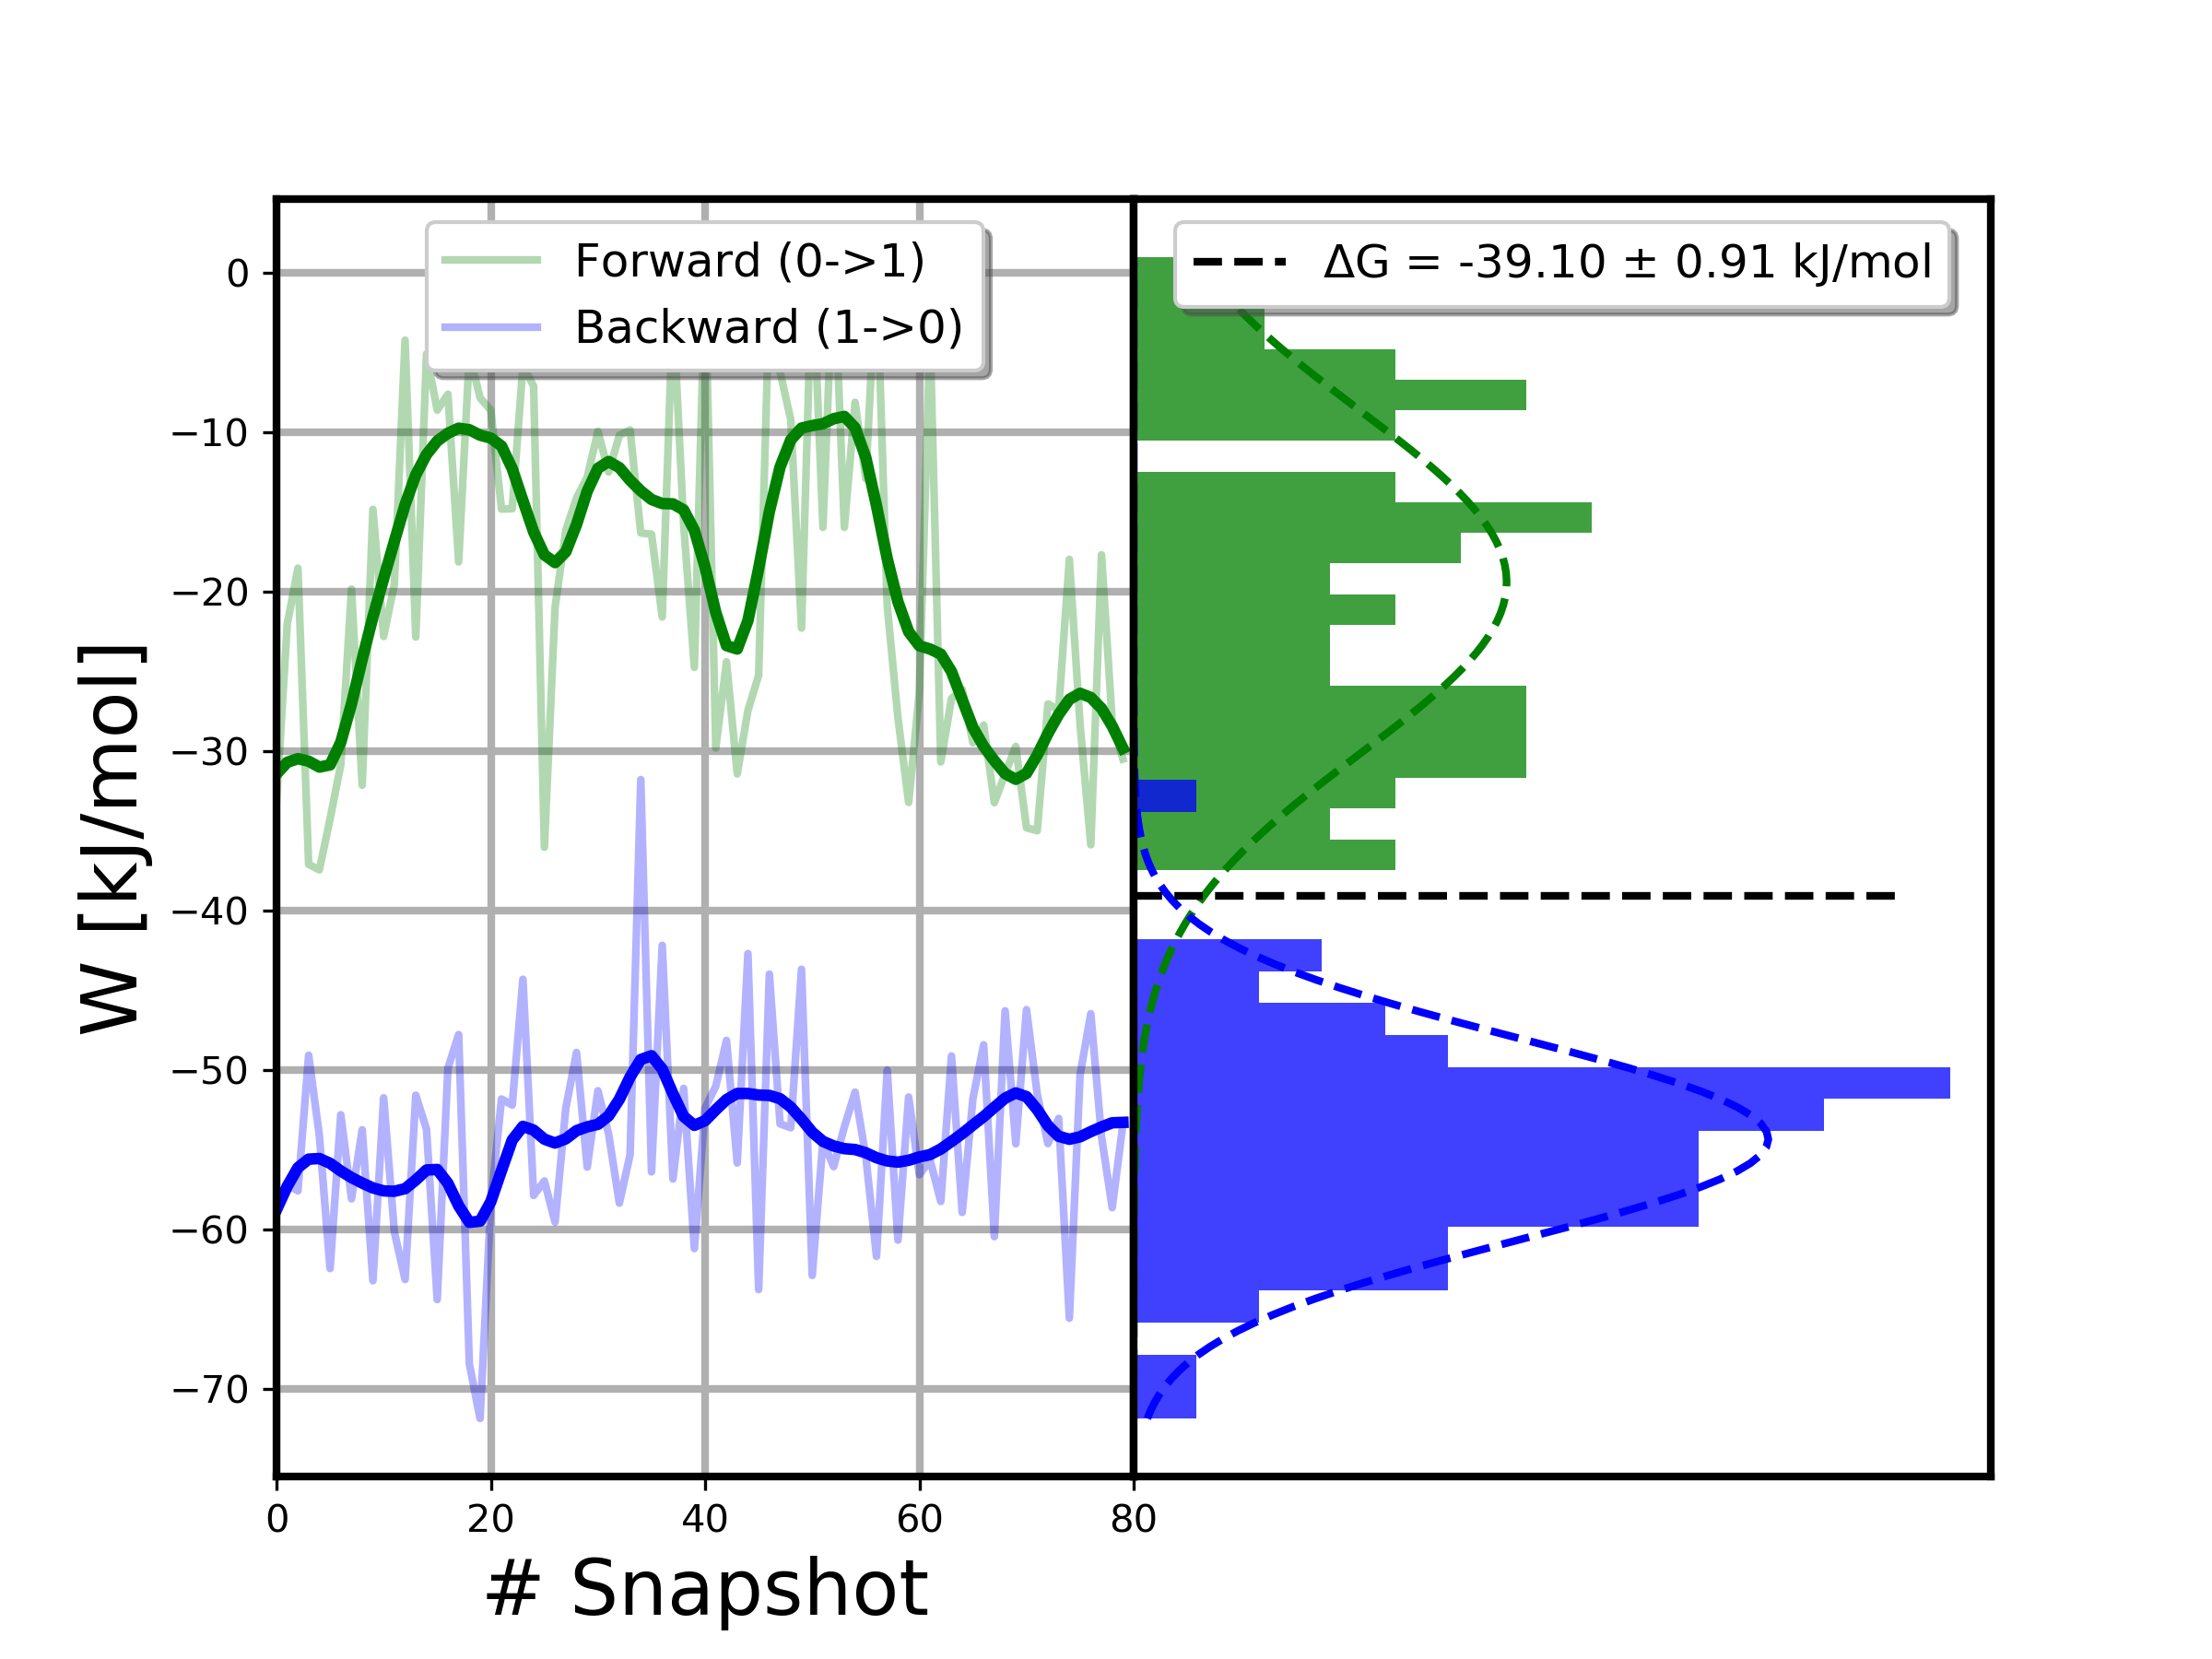 Forward (0->1)
Backward (1->0)
ΔG = -39.10 ± 0.91 kJ/mol
W [kJ/mol]
0
−10
−20
−30
−40
−50
−60
−70
0 20 40 60 80
# Snapshot